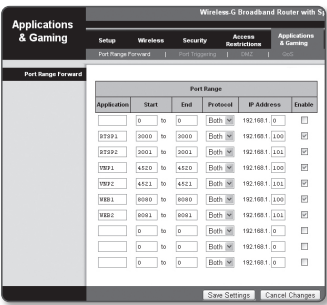 Wireless-G Broadband Router with Sp
Applications & Gaming
Setup Wireless Security Access Restrictions Applications & Gaming
Port Range Forward | Port Triggering | DMZ | QoS
Port Range Forward
Port Range
Application Start End Protocol IP Address Enable
0 to 0 Both 192.168.1. 0
RTSP1 3000 to 3000 Both 192.168.1. 100
RTSP2 3001 to 3001 Both 192.168.1. 101
VNP1 4520 to 4520 Both 192.168.1. 100
VNP2 4521 to 4521 Both 192.168.1. 101
WEB1 8080 to 8080 Both 192.168.1. 100
WEB2 8081 to 8081 Both 192.168.1. 101
0 to 0 Both 192.168.1. 0
0 to 0 Both 192.168.1. 0
0 to 0 Both 192.168.1. 0
Save Settings Cancel Changes